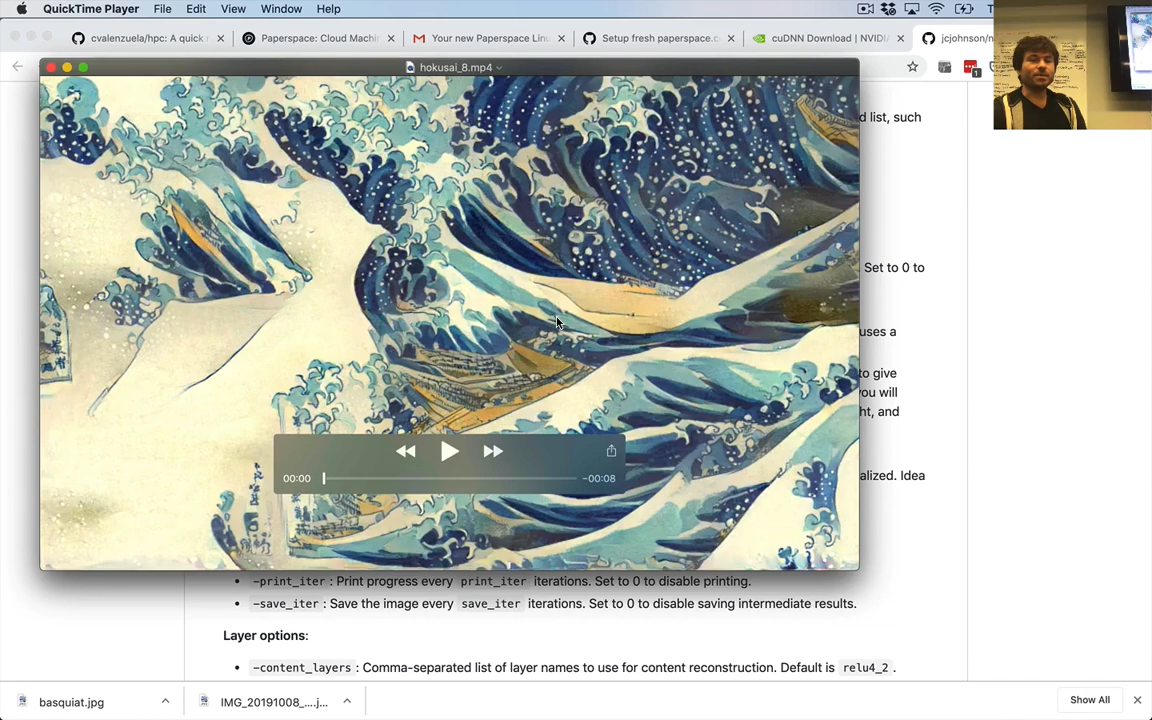 QuickTime Player File Edit View Window Help
cvalenzuela/hpc: A quick r
Paperspace: Cloud Machi
Your new Paperspace Linu
Setup fresh paperspace.c
cuDNN Download | NVIDI
jcjohnson/n
hokusai_8.mp4
d list, such
Set to 0 to
uses a
to give
you will
ht, and
alized. Idea
00:00
-00:08
-print_iter : Print progress every print_iter iterations. Set to 0 to disable printing.
-save_iter : Save the image every save_iter iterations. Set to 0 to disable saving intermediate results.
Layer options:
-content_layers : Comma-separated list of layer names to use for content reconstruction. Default is relu4_2 .
basquiat.jpg
IMG_20191008_....j...
Show All